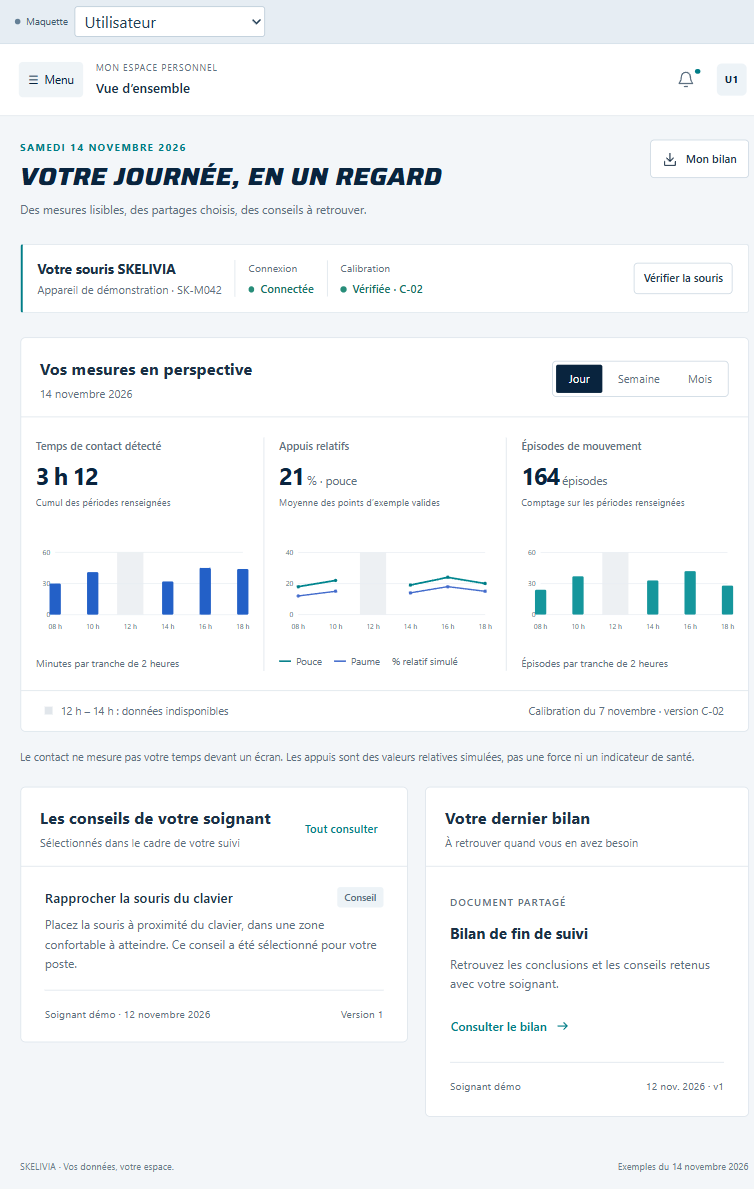 Maquette
Utilisateur
☰ Menu
MON ESPACE PERSONNEL
Vue d'ensemble
U1
SAMEDI 14 NOVEMBRE 2026
VOTRE JOURNÉE, EN UN REGARD
Des mesures lisibles, des partages choisis, des conseils à retrouver.
Mon bilan
Votre souris SKELIVIA
Appareil de démonstration · SK-M042
Connexion
Connectée
Calibration
Vérifiée · C-02
Vérifier la souris
Vos mesures en perspective
14 novembre 2026
Jour
Semaine
Mois
Temps de contact détecté
3 h 12
Cumul des périodes renseignées
60
30
0
08 h 10 h 12 h 14 h 16 h 18 h
Minutes par tranche de 2 heures
Appuis relatifs
21 % · pouce
Moyenne des points d'exemple valides
40
20
0
08 h 10 h 12 h 14 h 16 h 18 h
Pouce Paume % relatif simulé
Épisodes de mouvement
164 épisodes
Comptage sur les périodes renseignées
60
30
0
08 h 10 h 12 h 14 h 16 h 18 h
Épisodes par tranche de 2 heures
12 h – 14 h : données indisponibles
Calibration du 7 novembre · version C-02
Le contact ne mesure pas votre temps devant un écran. Les appuis sont des valeurs relatives simulées, pas une force ni un indicateur de santé.
Les conseils de votre soignant
Sélectionnés dans le cadre de votre suivi
Tout consulter
Rapprocher la souris du clavier
Conseil
Placez la souris à proximité du clavier, dans une zone
confortable à atteindre. Ce conseil a été sélectionné pour votre
poste.
Soignant démo · 12 novembre 2026
Version 1
Votre dernier bilan
À retrouver quand vous en avez besoin
DOCUMENT PARTAGÉ
Bilan de fin de suivi
Retrouvez les conclusions et les conseils retenus
avec votre soignant.
Consulter le bilan →
Soignant démo
12 nov. 2026 · v1
SKELIVIA · Vos données, votre espace.
Exemples du 14 novembre 2026